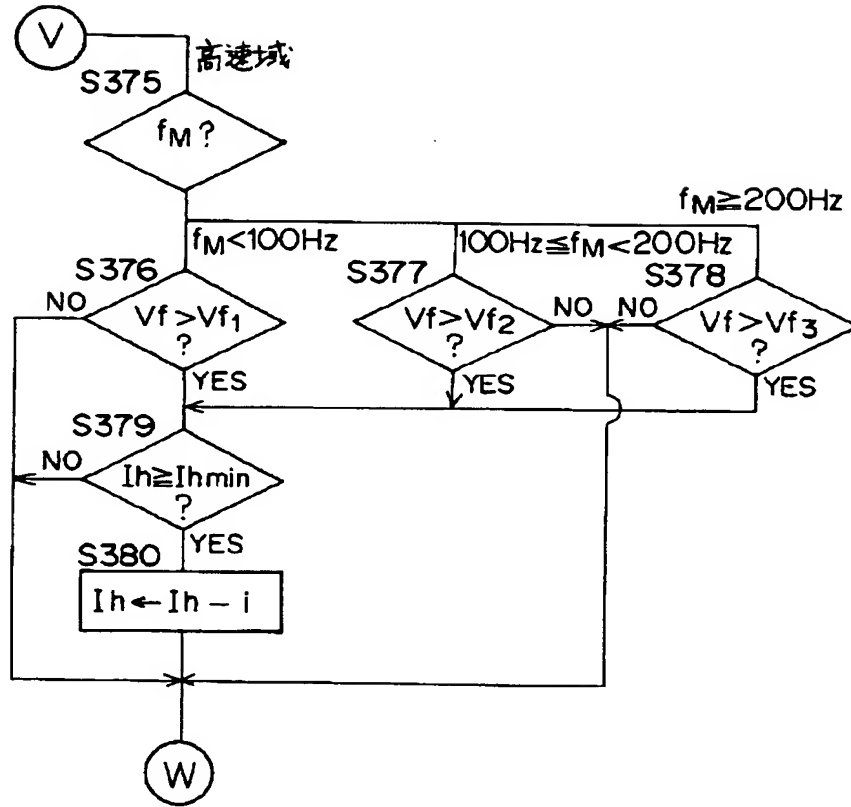 V
高速域
S375
fM?
fM≧200Hz
fM<100Hz
100Hz≦fM<200Hz
S376
S377
S378
NO
Vf>Vf1
?
Vf>Vf2
?
NO
NO
Vf>Vf3
?
YES
YES
YES
S379
NO
Ih≧Ihmin
?
YES
S380
Ih←Ih-i
W